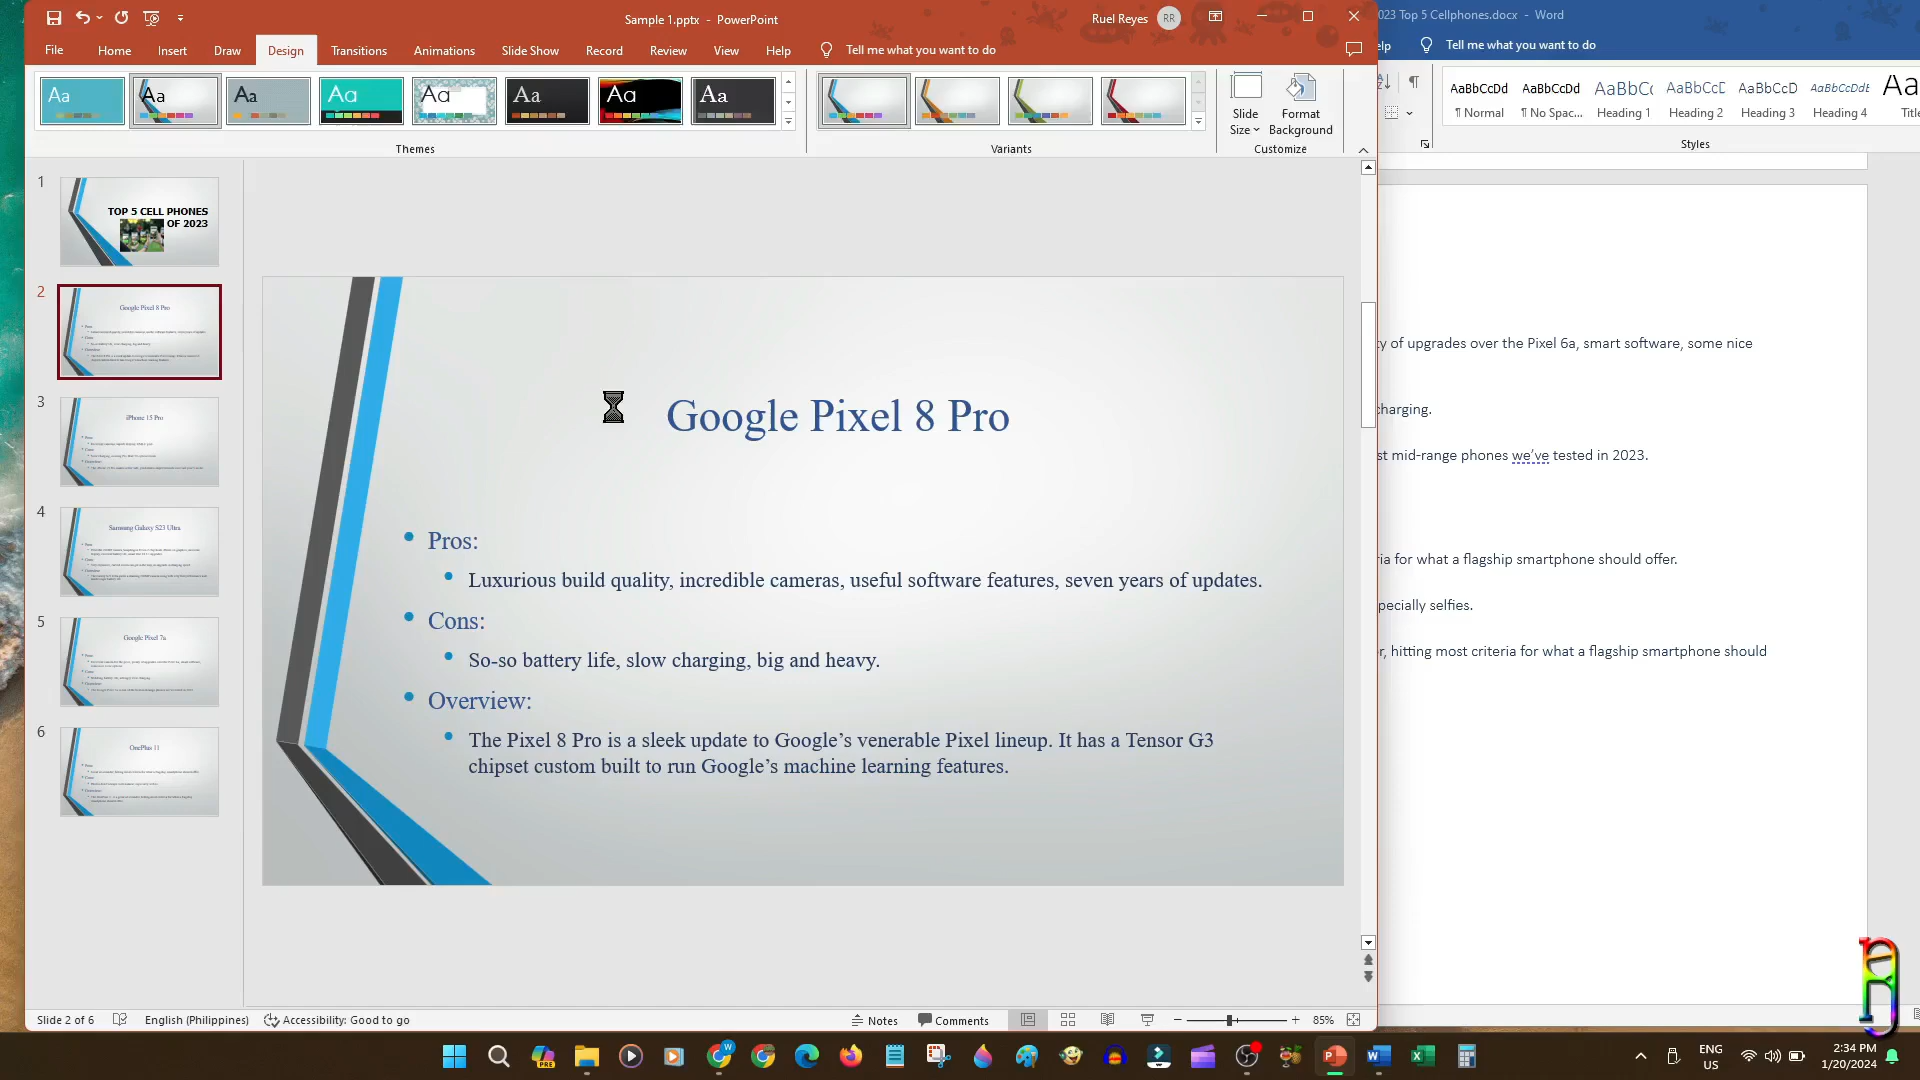 Sample 1.pptx - PowerPoint
Ruel Reyes
RR
2023 Top 5 Cellphones.docx - Word
File
Home
Insert
Draw
Design
Transitions
Animations
Slide Show
Record
Review
View
Help
Tell me what you want to do
elp
Tell me what you want to do
Aa
Aa
Aa
Aa
Aa
Aa
Aa
Aa
Themes
Variants
Slide
Size
Format
Background
Customize
AaBbCcDd
¶ Normal
AaBbCcDd
¶ No Spac...
AaBbCc
Heading 1
AaBbCcD
Heading 2
AaBbCcD
Heading 3
AaBbCcDdE
Heading 4
Aa
Title
Styles
1
TOP 5 CELL PHONES
OF 2023
2
Google Pixel 8 Pro
3
iPhone 15 Pro
4
Samsung Galaxy S23 Ultra
5
Google Pixel 7a
6
OnePlus 11
Google Pixel 8 Pro
• Pros:
• Luxurious build quality, incredible cameras, useful software features, seven years of updates.
• Cons:
• So-so battery life, slow charging, big and heavy.
• Overview:
• The Pixel 8 Pro is a sleek update to Google’s venerable Pixel lineup. It has a Tensor G3
chipset custom built to run Google’s machine learning features.
ty of upgrades over the Pixel 6a, smart software, some nice
charging.
st mid-range phones we’ve tested in 2023.
ria for what a flagship smartphone should offer.
pecially selfies.
r, hitting most criteria for what a flagship smartphone should
Slide 2 of 6
English (Philippines)
Accessibility: Good to go
Notes
Comments
85%
ENG
US
2:34 PM
1/20/2024